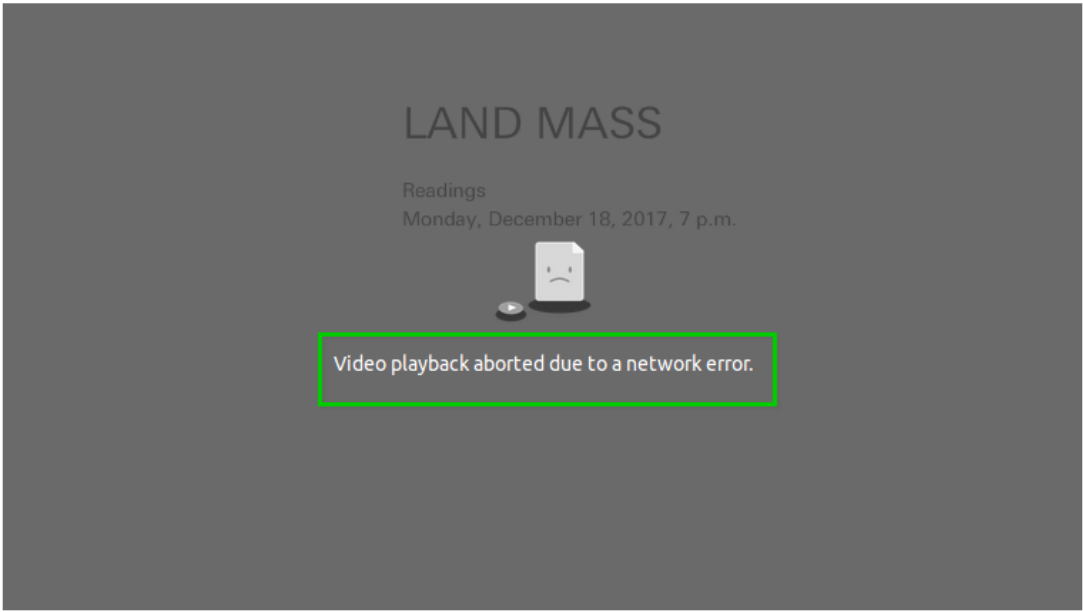 LAND MASS
Readings
Monday, December 18, 2017, 7 p.m.
Video playback aborted due to a network error.